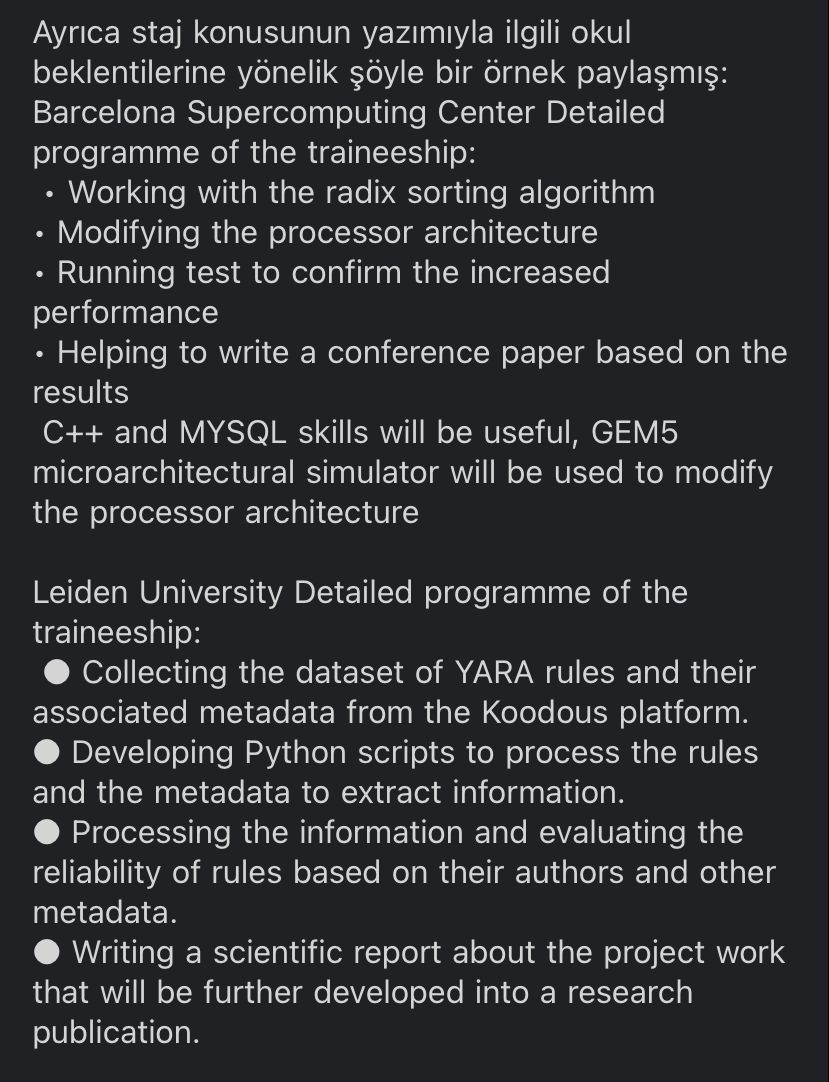 Ayrıca staj konusunun yazımıyla ilgili okul
beklentilerine yönelik şöyle bir örnek paylaşmış:
Barcelona Supercomputing Center Detailed
programme of the traineeship:
• Working with the radix sorting algorithm
• Modifying the processor architecture
• Running test to confirm the increased
performance
• Helping to write a conference paper based on the
results
C++ and MYSQL skills will be useful, GEM5
microarchitectural simulator will be used to modify
the processor architecture

Leiden University Detailed programme of the
traineeship:
● Collecting the dataset of YARA rules and their
associated metadata from the Koodous platform.
● Developing Python scripts to process the rules
and the metadata to extract information.
● Processing the information and evaluating the
reliability of rules based on their authors and other
metadata.
● Writing a scientific report about the project work
that will be further developed into a research
publication.